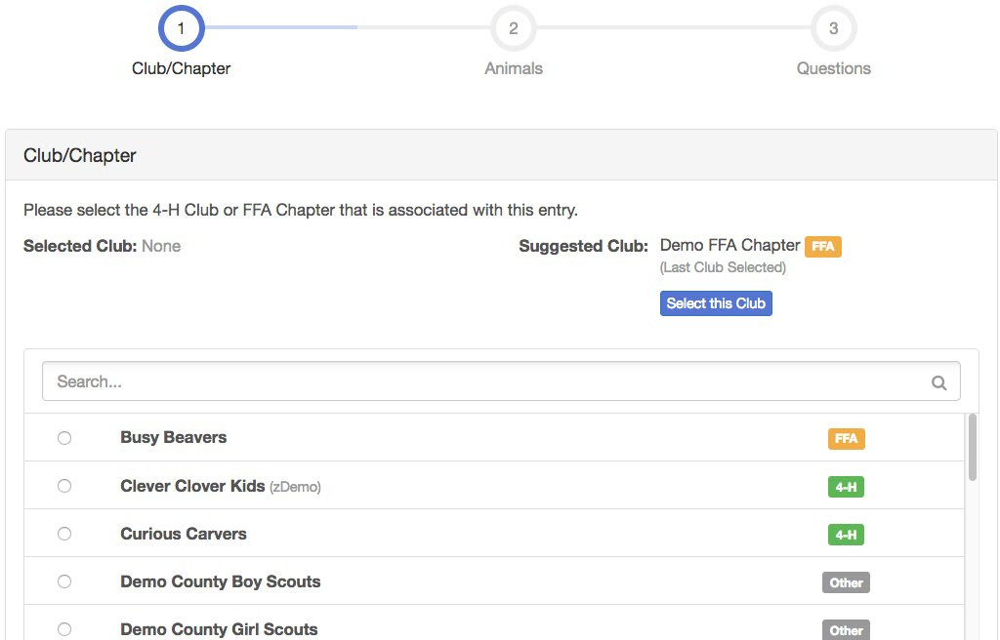 1
2
3
Club/Chapter
Animals
Questions
Club/Chapter
Please select the 4-H Club or FFA Chapter that is associated with this entry.
Selected Club: None
Suggested Club: Demo FFA Chapter FFA
(Last Club Selected)
Select this Club
Search...
Busy Beavers FFA
Clever Clover Kids (zDemo) 4-H
Curious Carvers 4-H
Demo County Boy Scouts Other
Demo County Girl Scouts Other